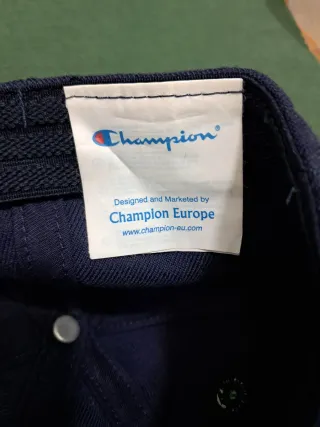 Champion®
Designed and Marketed by
Champion Europe
www.champion-eu.com